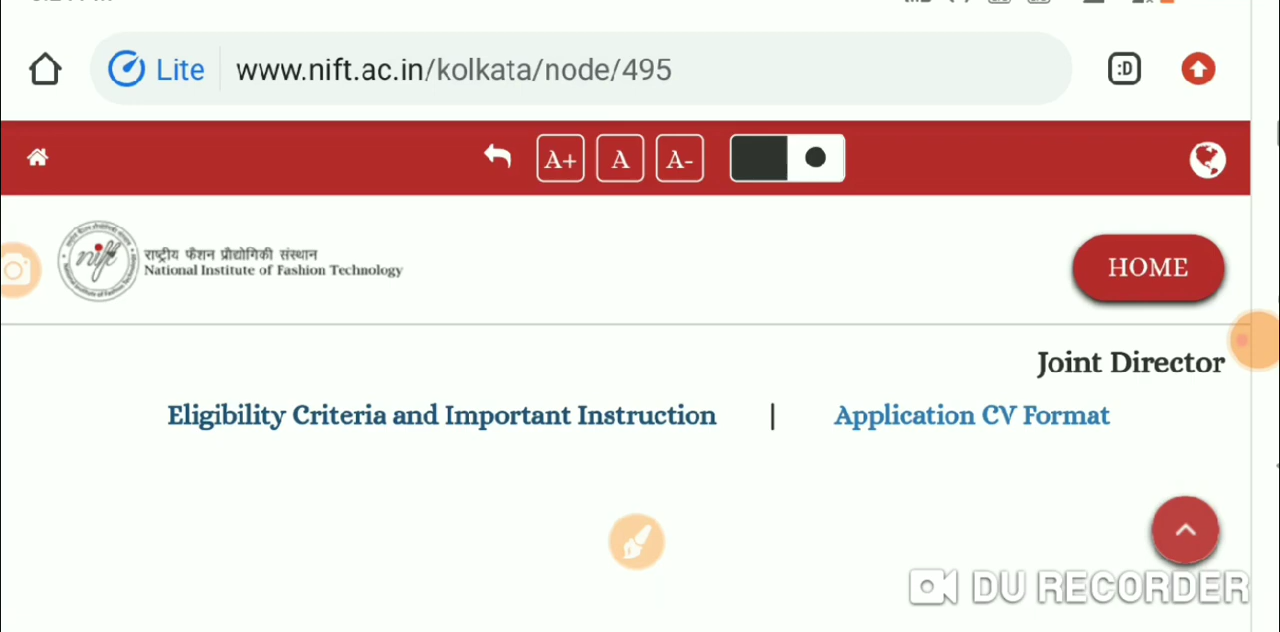 Lite www.nift.ac.in/kolkata/node/495 :D
A+ A A-
nift
राष्ट्रीय फैशन प्रौद्योगिकी संस्थान
National Institute of Fashion Technology
HOME
Joint Director
Eligibility Criteria and Important Instruction | Application CV Format
DU RECORDER